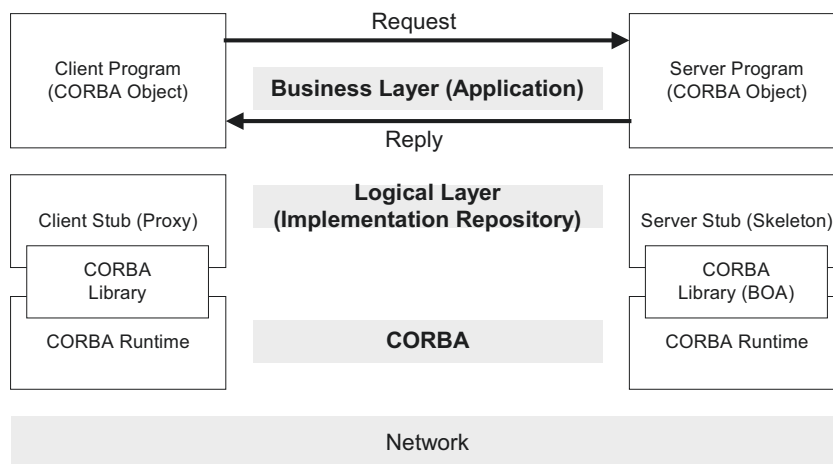 Request
Client Program
(CORBA Object)
Business Layer (Application)
Server Program
(CORBA Object)
Reply
Client Stub (Proxy)
Logical Layer
(Implementation Repository)
Server Stub (Skeleton)
CORBA
Library
CORBA
Library (BOA)
CORBA Runtime
CORBA
CORBA Runtime
Network